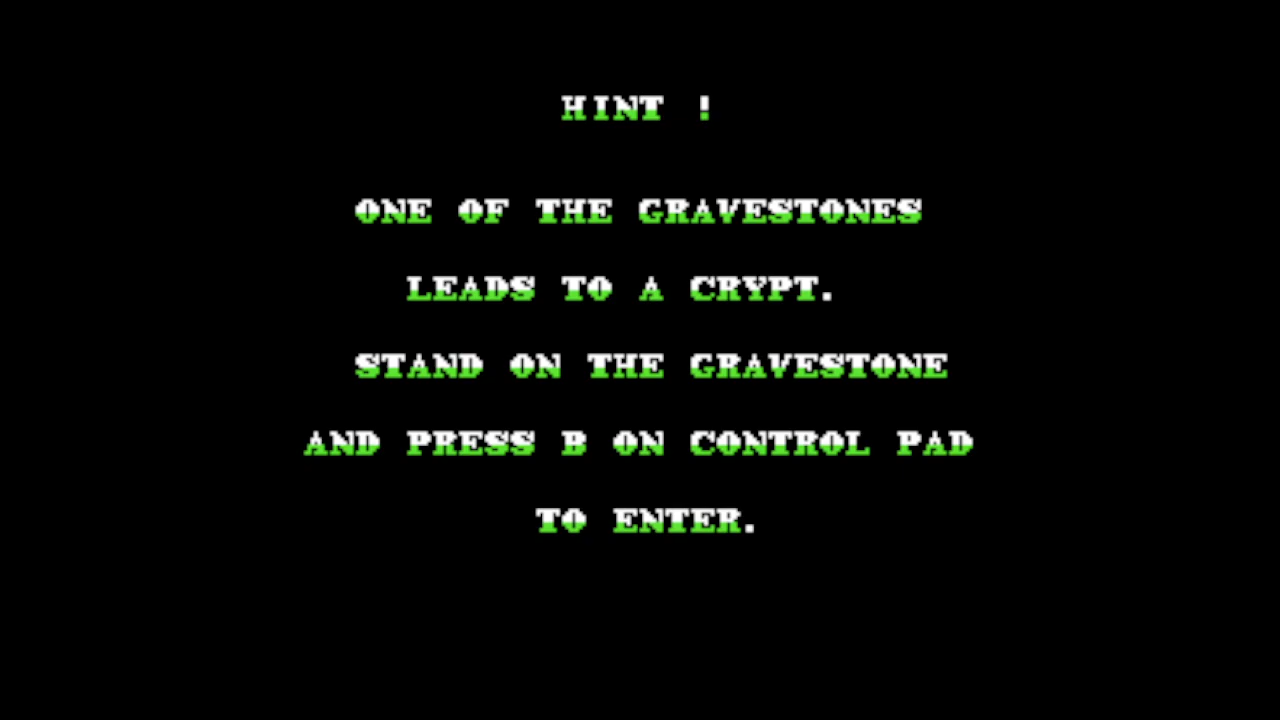 HINT !
ONE OF THE GRAVESTONES
LEADS TO A CRYPT.
STAND ON THE GRAVESTONE
AND PRESS B ON CONTROL PAD
TO ENTER.